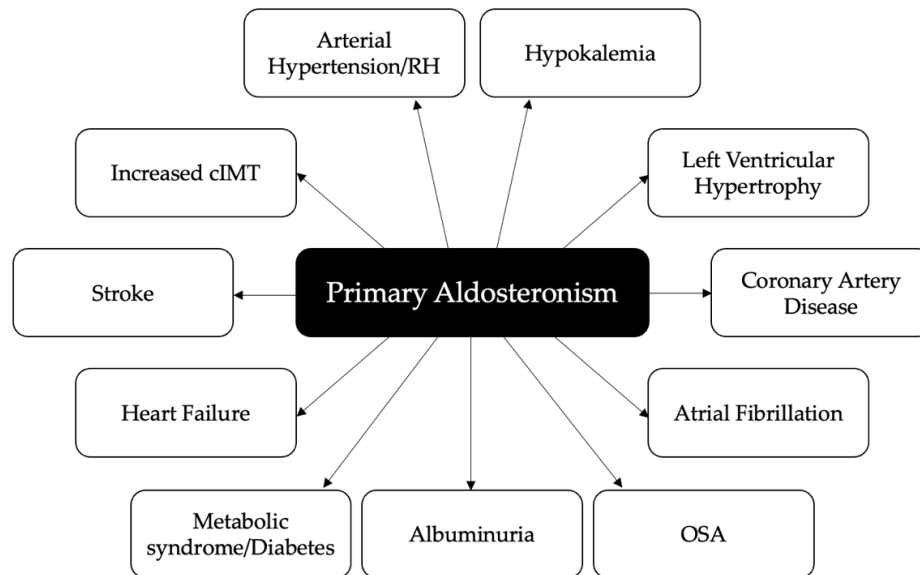 Arterial
Hypertension/RH
Hypokalemia
Increased cIMT
Left Ventricular
Hypertrophy
Stroke
Primary Aldosteronism
Coronary Artery
Disease
Heart Failure
Atrial Fibrillation
Metabolic
syndrome/Diabetes
Albuminuria
OSA